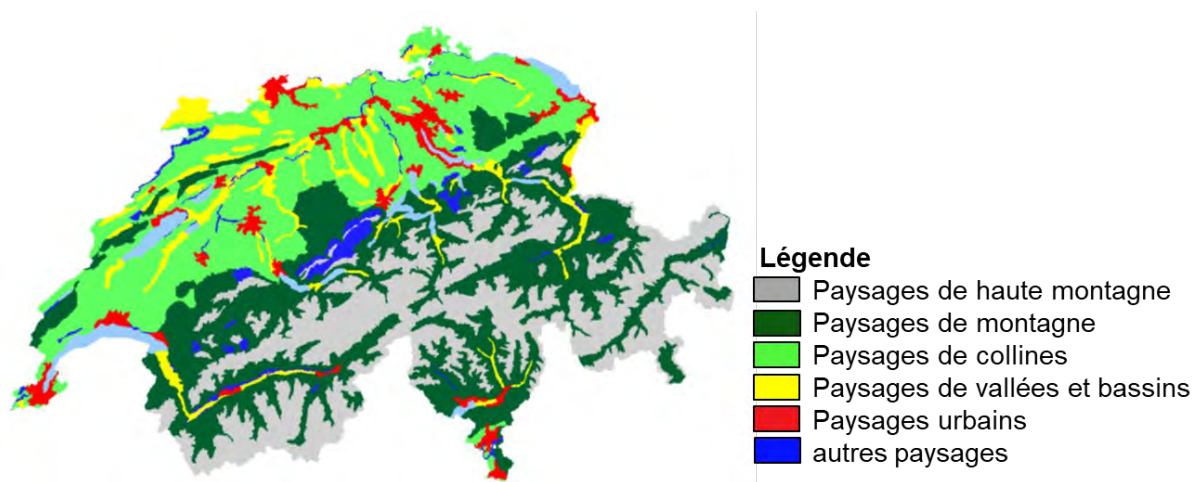 Légende
Paysages de haute montagne
Paysages de montagne
Paysages de collines
Paysages de vallées et bassins
Paysages urbains
autres paysages